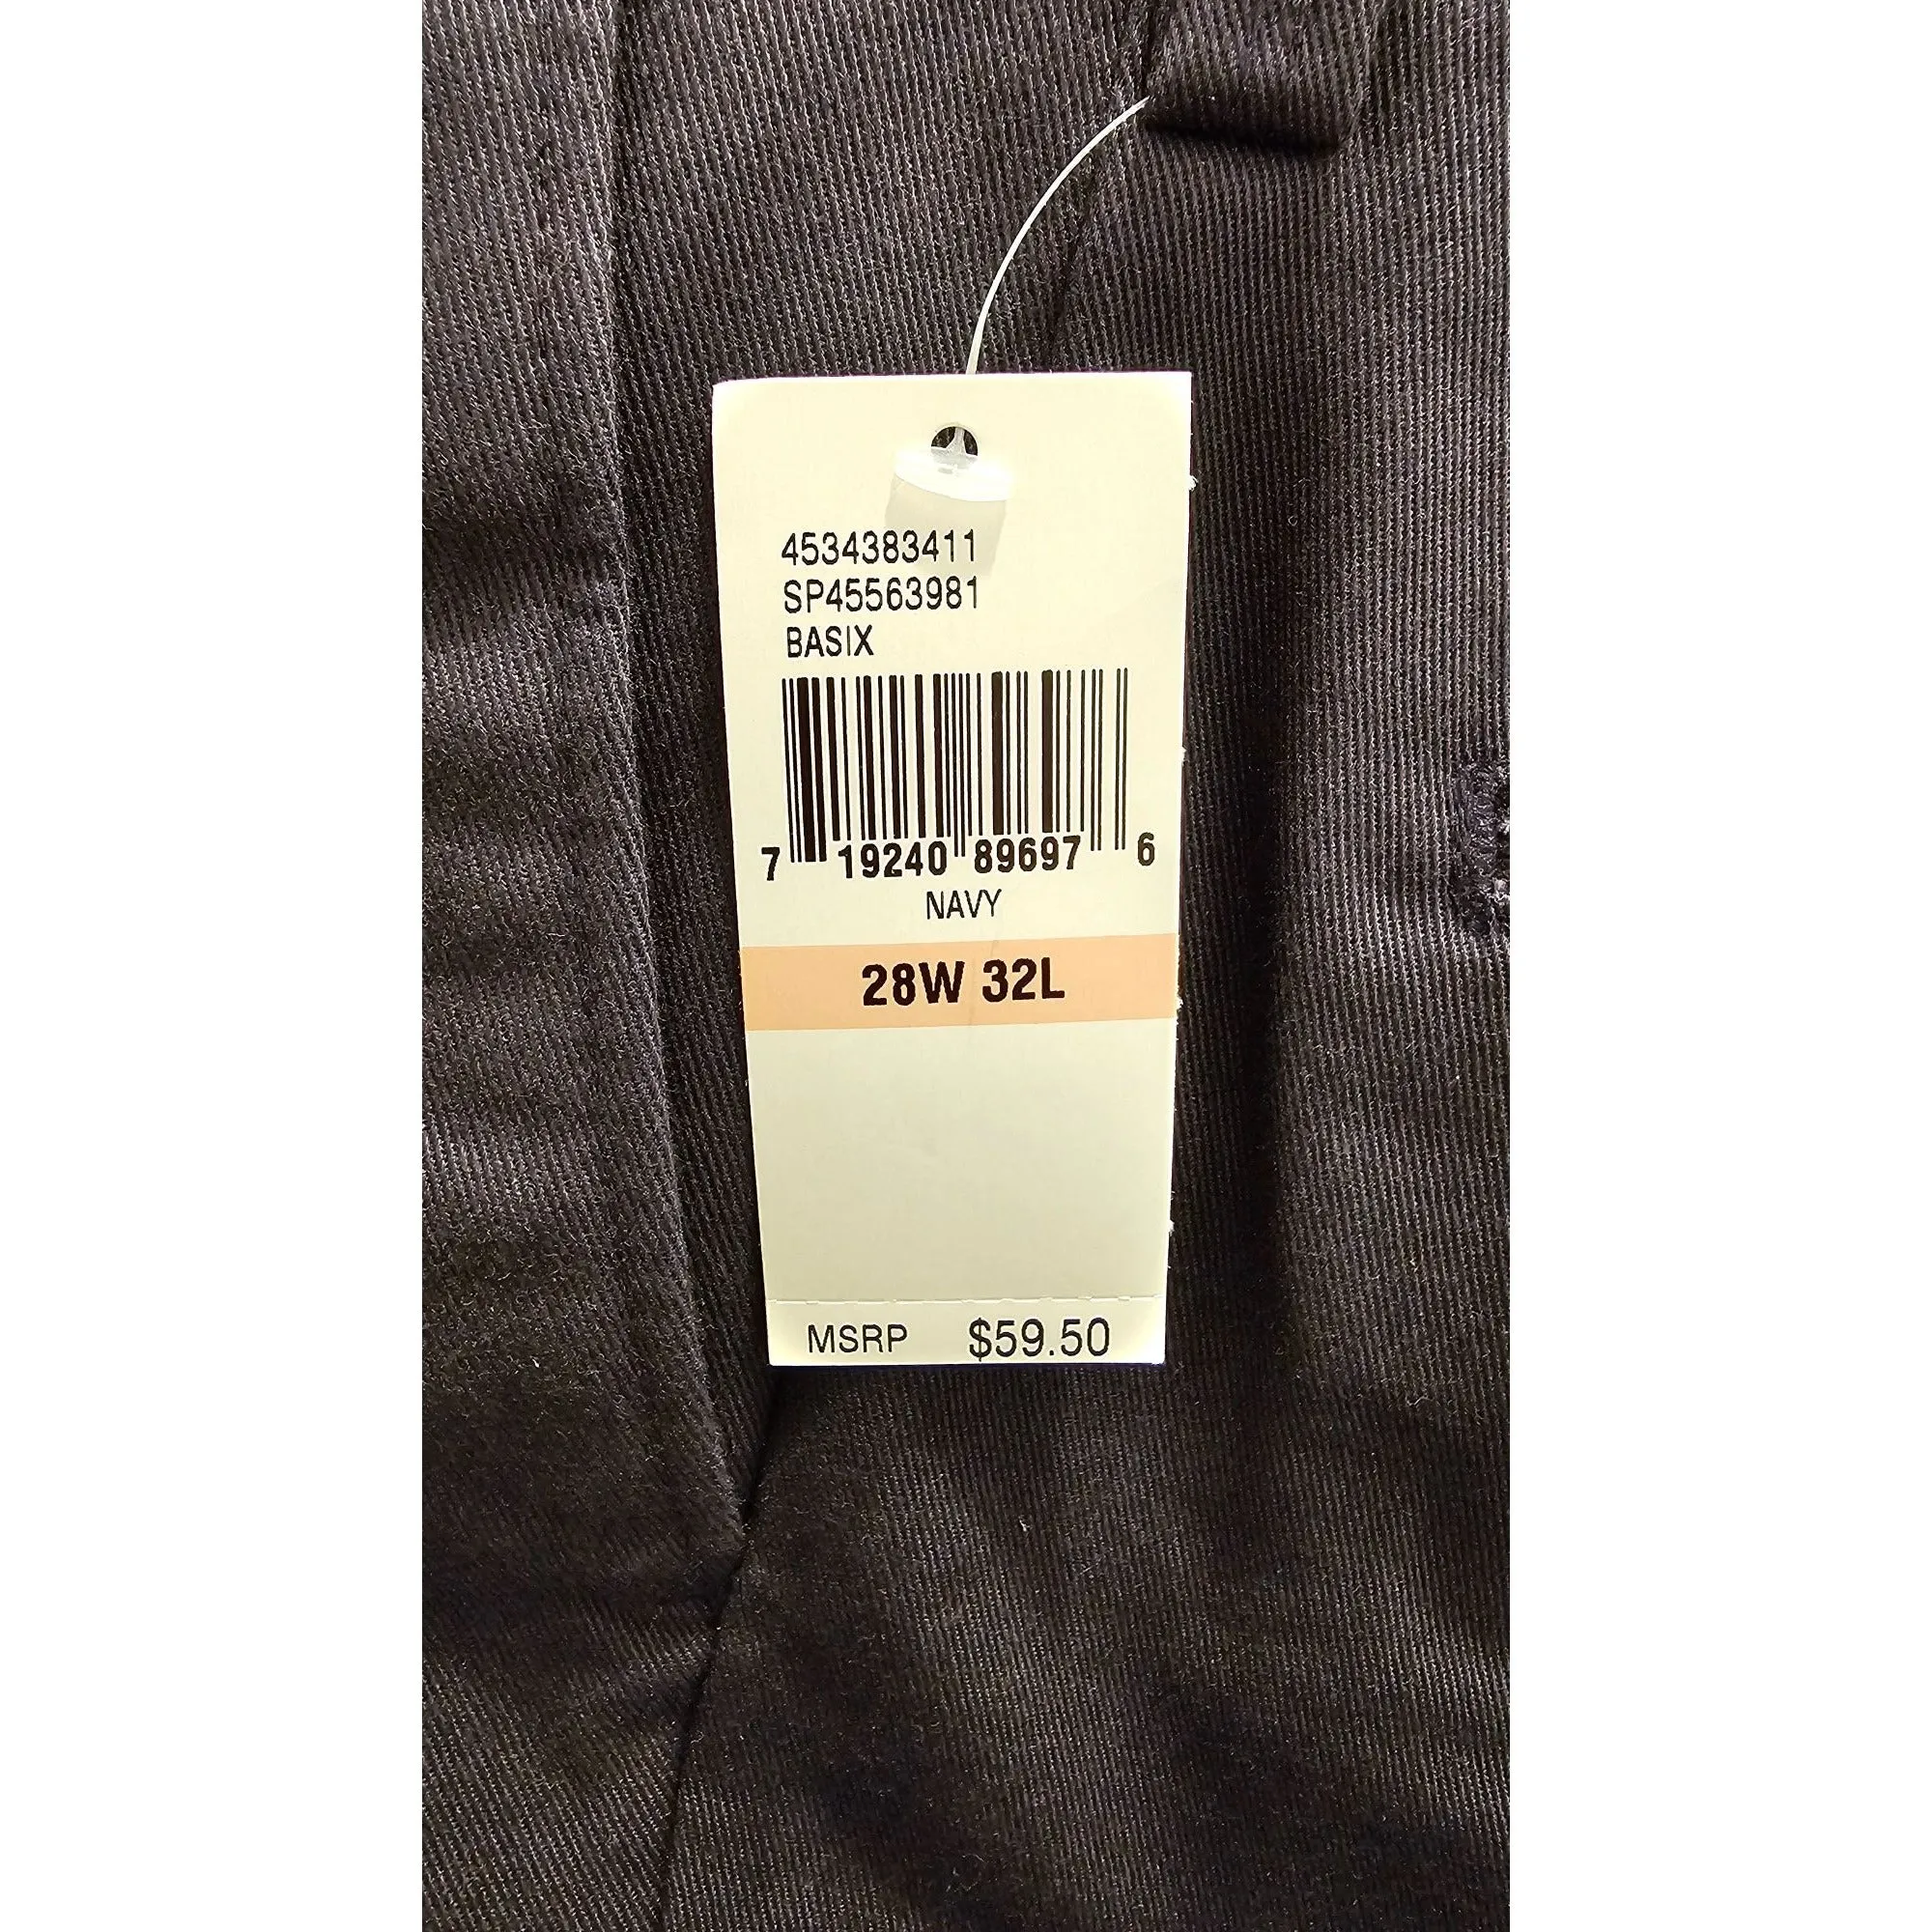 4534383411
SP45563981
BASIX
7 19240 89697 6
NAVY
28W 32L
MSRP $59.50